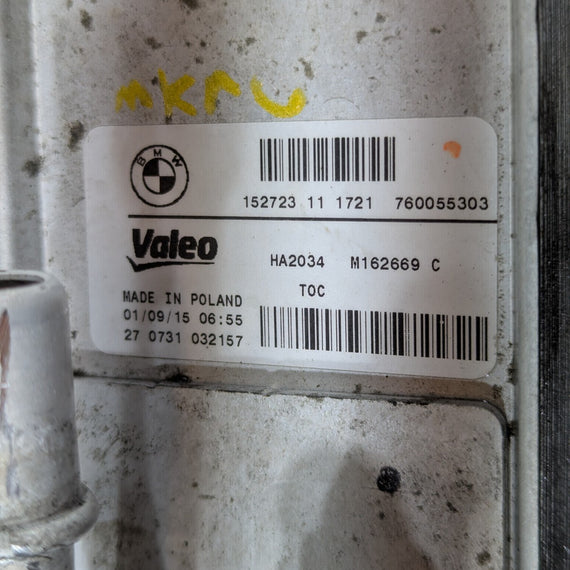 BMW
152723 11 1721 760055303
Valeo
HA2034 M162669 C
TOC
MADE IN POLAND
01/09/15 06:55
27 0731 032157